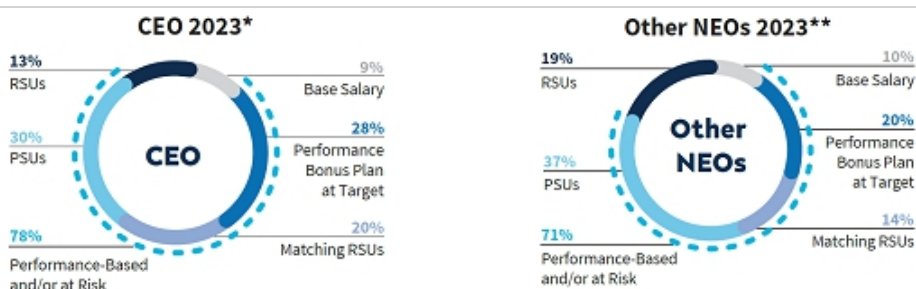 CEO 2023*
13%
RSUs
9%
Base Salary
30%
PSUs
CEO
28%
Performance
Bonus Plan
at Target
20%
Matching RSUs
78%
Performance-Based
and/or at Risk
Other NEOs 2023**
19%
RSUs
10%
Base Salary
Other
NEOs
20%
Performance
Bonus Plan
at Target
37%
PSUs
14%
Matching RSUs
71%
Performance-Based
and/or at Risk